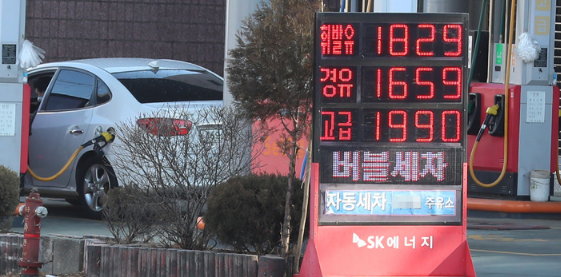 휘발유 1829
경유 1659
고급 1990
버블세차
자동세차 주유소
SK에너지